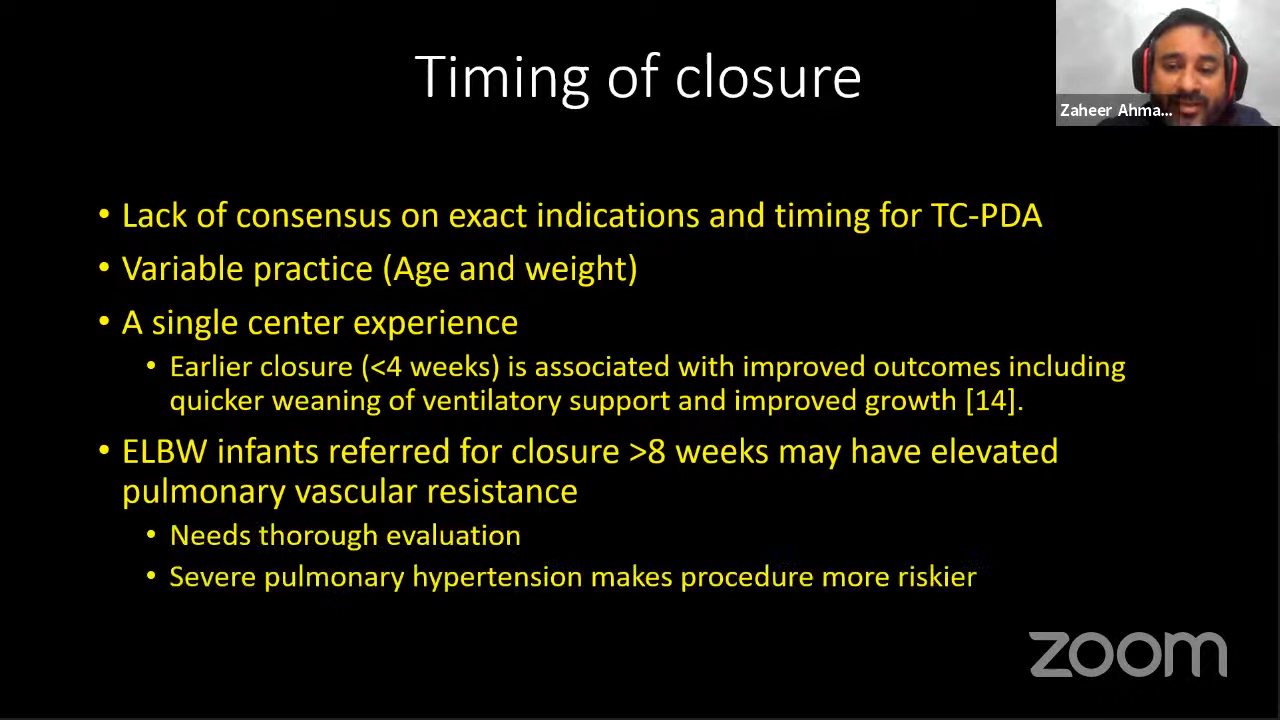 Timing of closure
Zaheer Ahma...
• Lack of consensus on exact indications and timing for TC-PDA
• Variable practice (Age and weight)
• A single center experience
• Earlier closure (<4 weeks) is associated with improved outcomes including
quicker weaning of ventilatory support and improved growth [14].
• ELBW infants referred for closure >8 weeks may have elevated
pulmonary vascular resistance
• Needs thorough evaluation
• Severe pulmonary hypertension makes procedure more riskier
zoom